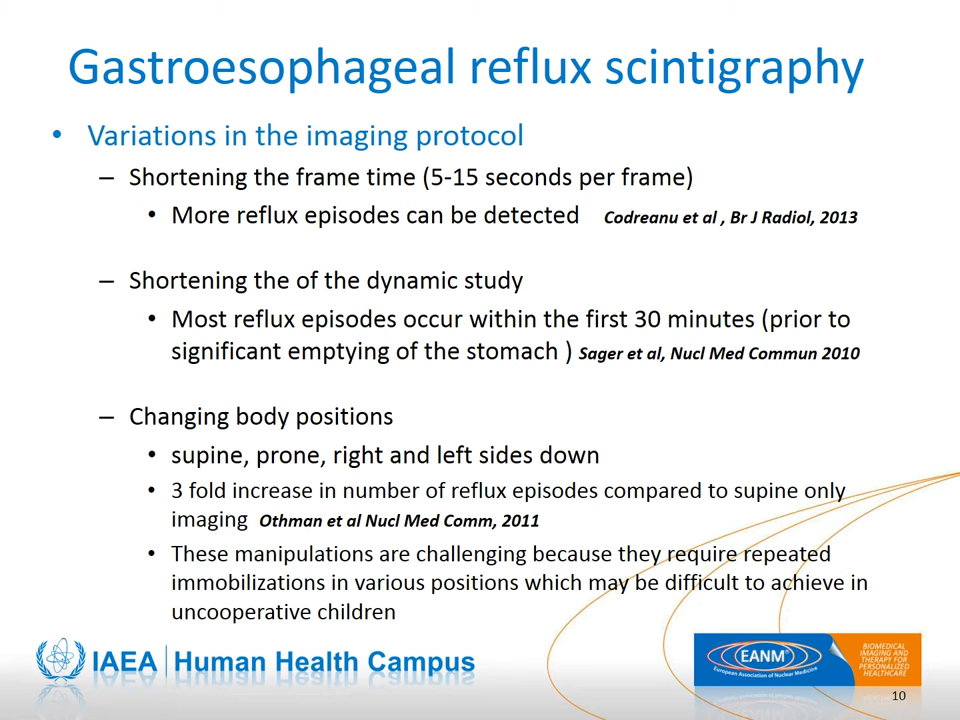 Gastroesophageal reflux scintigraphy
• Variations in the imaging protocol
– Shortening the frame time (5-15 seconds per frame)
• More reflux episodes can be detected Codreanu et al , Br J Radiol, 2013
– Shortening the of the dynamic study
• Most reflux episodes occur within the first 30 minutes (prior to
significant emptying of the stomach ) Sager et al, Nucl Med Commun 2010
– Changing body positions
• supine, prone, right and left sides down
• 3 fold increase in number of reflux episodes compared to supine only
imaging Othman et al Nucl Med Comm, 2011
• These manipulations are challenging because they require repeated
immobilizations in various positions which may be difficult to achieve in
uncooperative children
IAEA | Human Health Campus
EANM®
European Association of Nuclear Medicine
BIOMEDICAL
IMAGING AND
THERAPY FOR
PERSONALIZED
HEALTHCARE
10